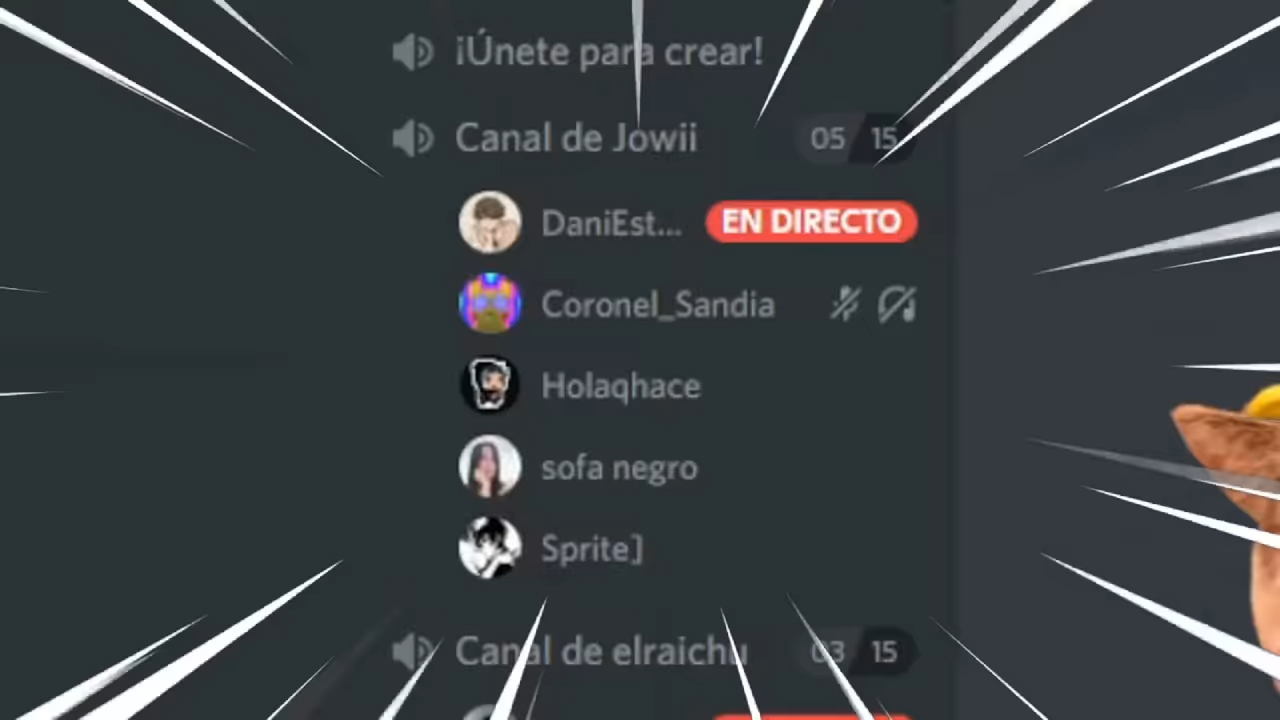 ¡Únete para crear!
Canal de Jowii 05 15
DaniEst... EN DIRECTO
Coronel_Sandia
Holaqhace
sofa negro
Sprite]
Canal de elraichu 03 15